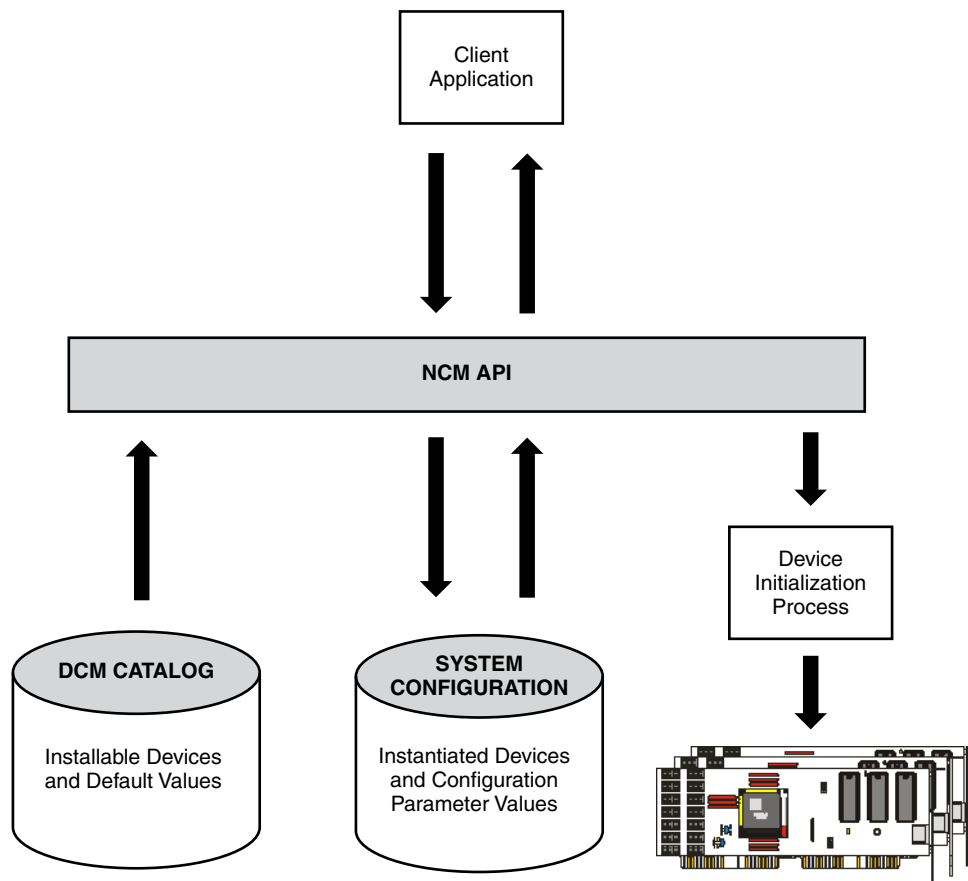 Client
Application
NCM API
Device
Initialization
Process
DCM CATALOG
Installable Devices
and Default Values
SYSTEM
CONFIGURATION
Instantiated Devices
and Configuration
Parameter Values